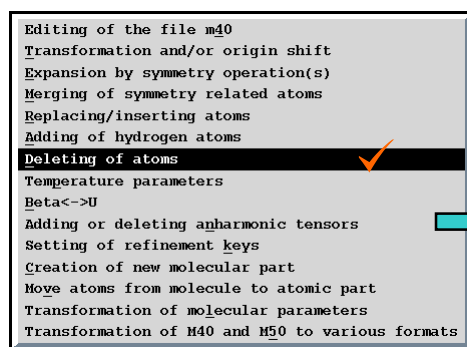 Editing of the file m40
Transformation and/or origin shift
Expansion by symmetry operation(s)
Merging of symmetry related atoms
Replacing/inserting atoms
Adding of hydrogen atoms
Deleting of atoms
Temperature parameters
Beta<->U
Adding or deleting anharmonic tensors
Setting of refinement keys
Creation of new molecular part
Move atoms from molecule to atomic part
Transformation of molecular parameters
Transformation of M40 and M50 to various formats